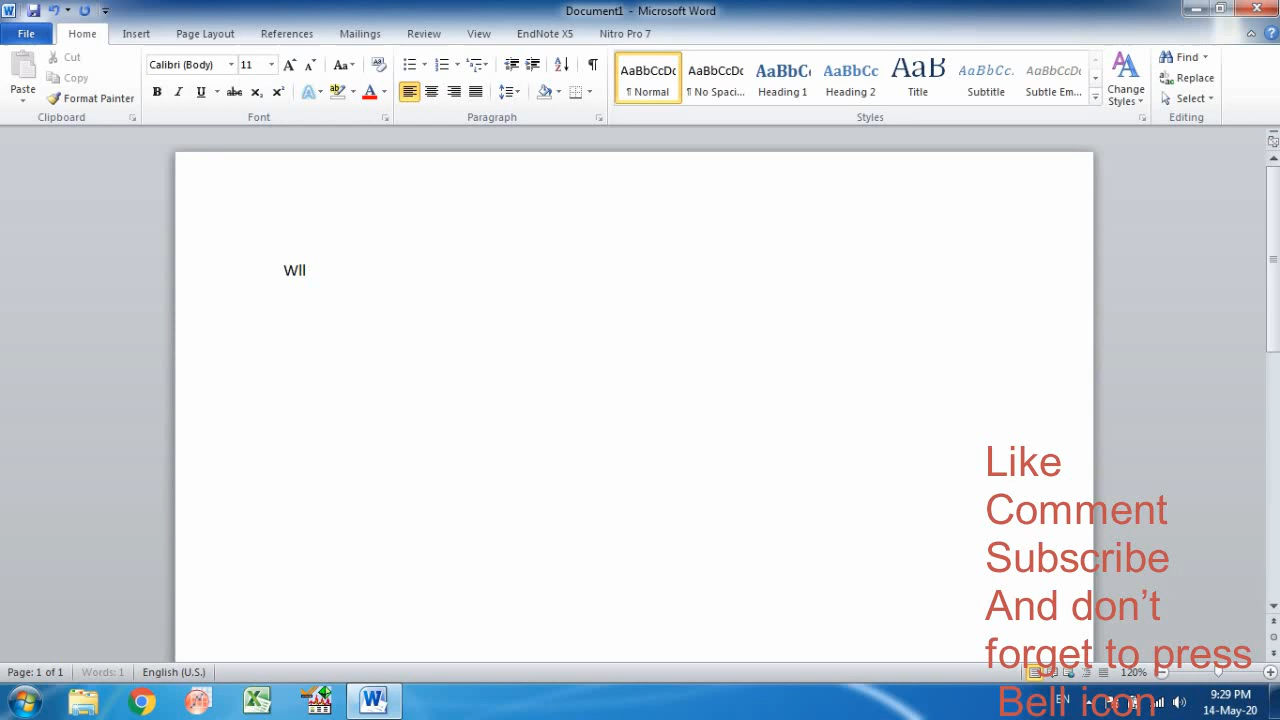 Document1 - Microsoft Word
File Home Insert Page Layout References Mailings Review View EndNote X5 Nitro Pro 7
Paste
Cut
Copy
Format Painter
Clipboard
Calibri (Body) 11
Font
Paragraph
AaBbCcDc AaBbCcDc AaBbC AaBbCc AaB AaBbCc. AaBbCcDc
¶ Normal ¶ No Spaci... Heading 1 Heading 2 Title Subtitle Subtle Em...
Change
Styles
Styles
Find
Replace
Select
Editing
Wll
Like
Comment
Subscribe
And don't
forget to press
Bell icon
Page: 1 of 1 Words: 1 English (U.S.) 120%
EN
9:29 PM
14-May-20